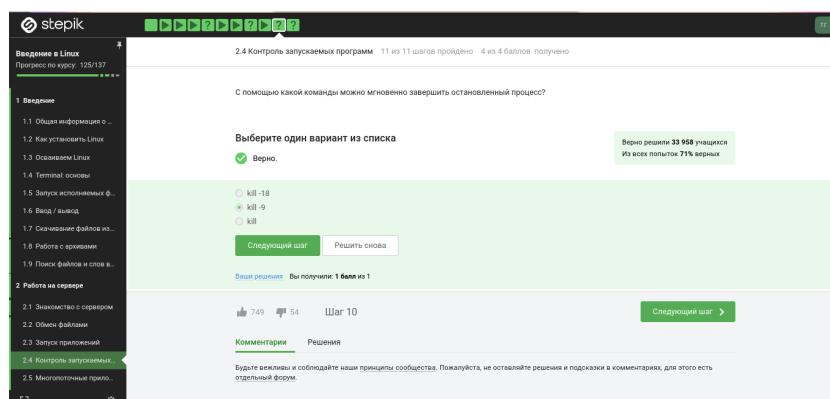 stepik
ТГ
Введение в Linux
Прогресс по курсу: 125/137
2.4 Контроль запускаемых программ 11 из 11 шагов пройдено 4 из 4 баллов получено
1 Введение
1.1 Общая информация о ...
1.2 Как установить Linux
1.3 Осваиваем Linux
1.4 Terminal: основы
1.5 Запуск исполняемых ф...
1.6 Ввод / вывод
1.7 Скачивание файлов из...
1.8 Работа с архивами
1.9 Поиск файлов и слов в...
2 Работа на сервере
2.1 Знакомство с сервером
2.2 Обмен файлами
2.3 Запуск приложений
2.4 Контроль запускаемых...
2.5 Многопоточные прило...
С помощью какой команды можно мгновенно завершить остановленный процесс?
Выберите один вариант из списка
Верно.
Верно решили 33 958 учащихся
Из всех попыток 71% верных
kill -18
kill -9
kill
Следующий шаг Решить снова
Ваши решения Вы получили: 1 балл из 1
749 54 Шаг 10 Следующий шаг
Комментарии Решения
Будьте вежливы и соблюдайте наши принципы сообщества. Пожалуйста, не оставляйте решения и подсказки в комментариях, для этого есть
отдельный форум.